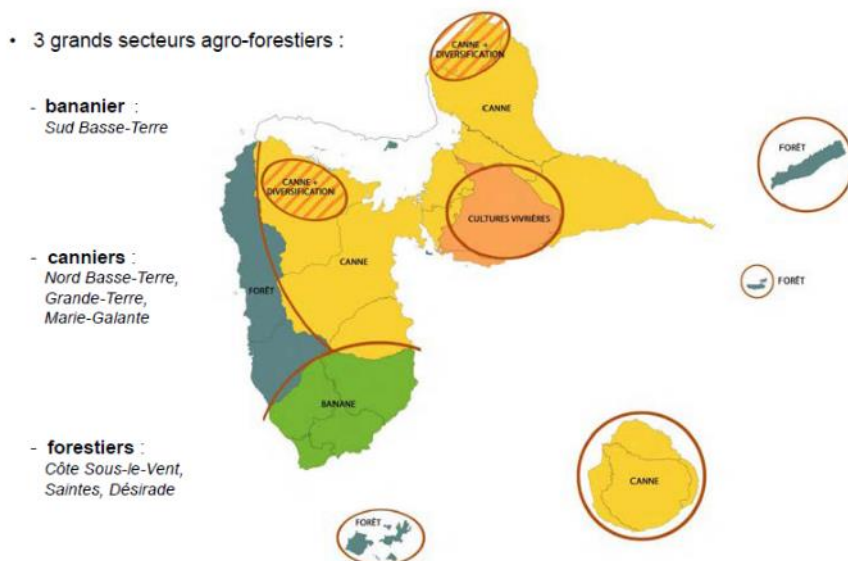 • 3 grands secteurs agro-forestiers :
- bananier :
Sud Basse-Terre
- canniers :
Nord Basse-Terre,
Grande-Terre,
Marie-Galante
- forestiers :
Côte Sous-le-Vent,
Saintes, Désirade
CANNE +
DIVERSIFICATION
CANNE
FORÊT
CANNE +
DIVERSIFICATION
CULTURES VIVRIÈRES
CANNE
FORÊT
FORÊT
BANANE
CANNE
FORÊT